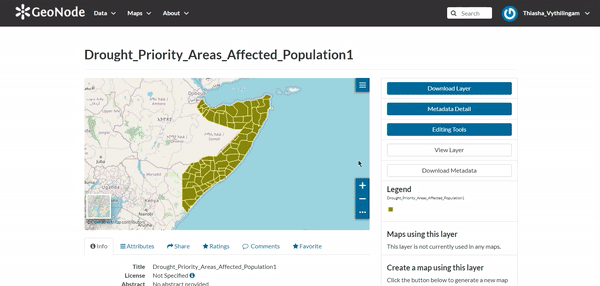 GeoNode
Data
Maps
About
Search
Thiasha_Vythilingam
Drought_Priority_Areas_Affected_Population1
Download Layer
Metadata Detail
Editing Tools
View Layer
Download Metadata
Legend
Drought_Priority_Areas_Affected_Population1
Maps using this layer
This layer is not currently used in any maps.
Create a map using this layer
Click the button below to generate a new map
Info
Attributes
Share
Ratings
Comments
Favorite
Title Drought_Priority_Areas_Affected_Population1
License Not Specified
Abstract No abstract provided